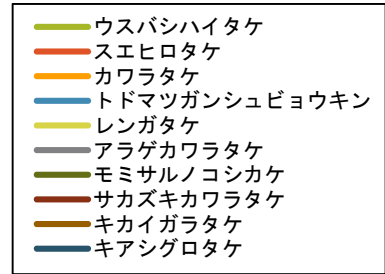 ウスバシハイタケ
スエヒロタケ
カワラタケ
トドマツガンシュビョウキン
レンガタケ
アラゲカワラタケ
モミサルノコシカケ
サカズキカワラタケ
キカイガラタケ
キアシグロタケ